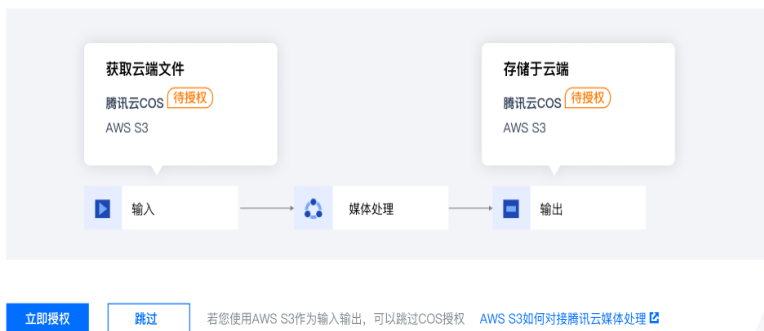 获取云端文件
腾讯云COS 待授权
AWS S3
存储于云端
腾讯云COS 待授权
AWS S3
输入
媒体处理
输出
立即授权
跳过
若您使用AWS S3作为输入输出，可以跳过COS授权 AWS S3如何对接腾讯云媒体处理